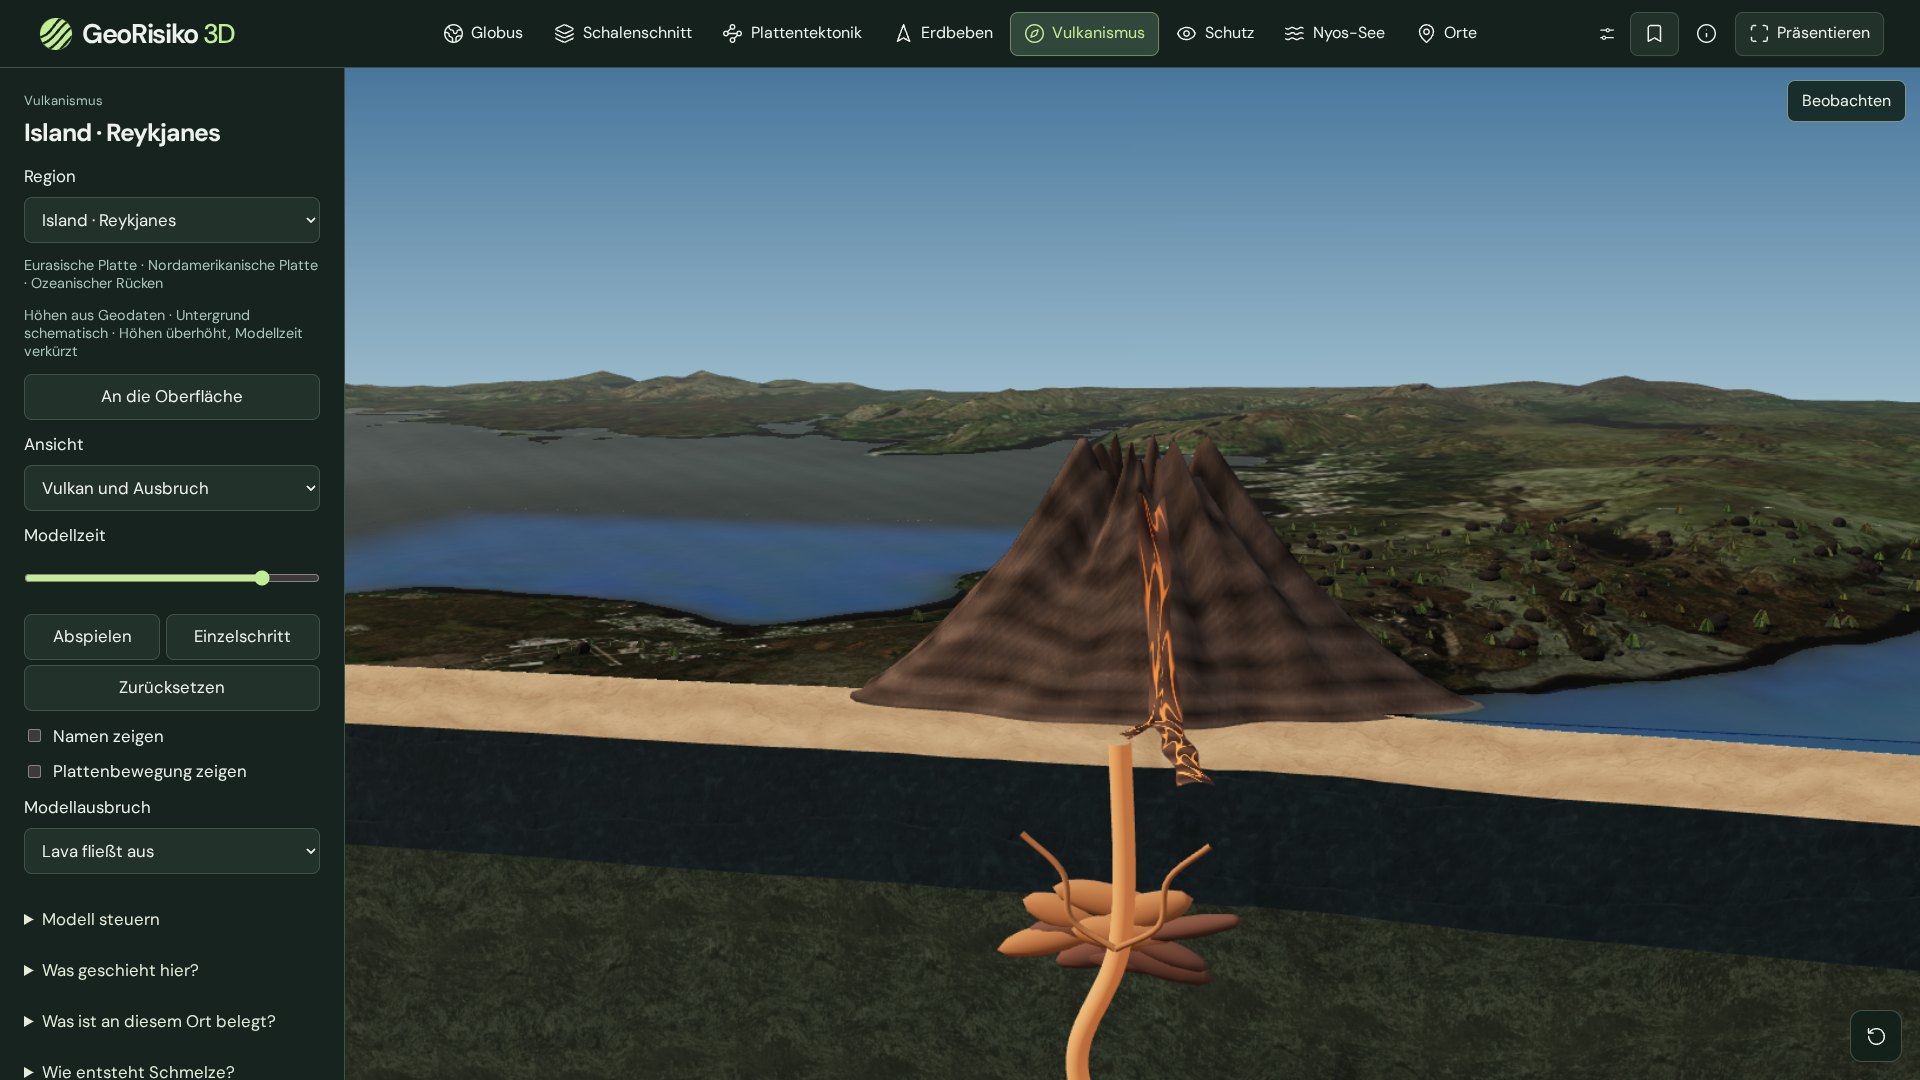 GeoRisiko 3D
Globus
Schalenschnitt
Plattentektonik
Erdbeben
Vulkanismus
Schutz
Nyos-See
Orte
Präsentieren
Vulkanismus
Island · Reykjanes
Region
Island · Reykjanes
Eurasische Platte · Nordamerikanische Platte
· Ozeanischer Rücken
Höhen aus Geodaten · Untergrund
schematisch · Höhen überhöht, Modellzeit
verkürzt
An die Oberfläche
Ansicht
Vulkan und Ausbruch
Modellzeit
Abspielen
Einzelschritt
Zurücksetzen
Namen zeigen
Plattenbewegung zeigen
Modellausbruch
Lava fließt aus
Modell steuern
Was geschieht hier?
Was ist an diesem Ort belegt?
Wie entsteht Schmelze?
Beobachten